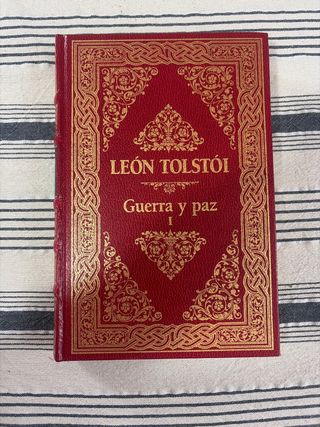 LEÓN TOLSTÓI
Guerra y paz
I